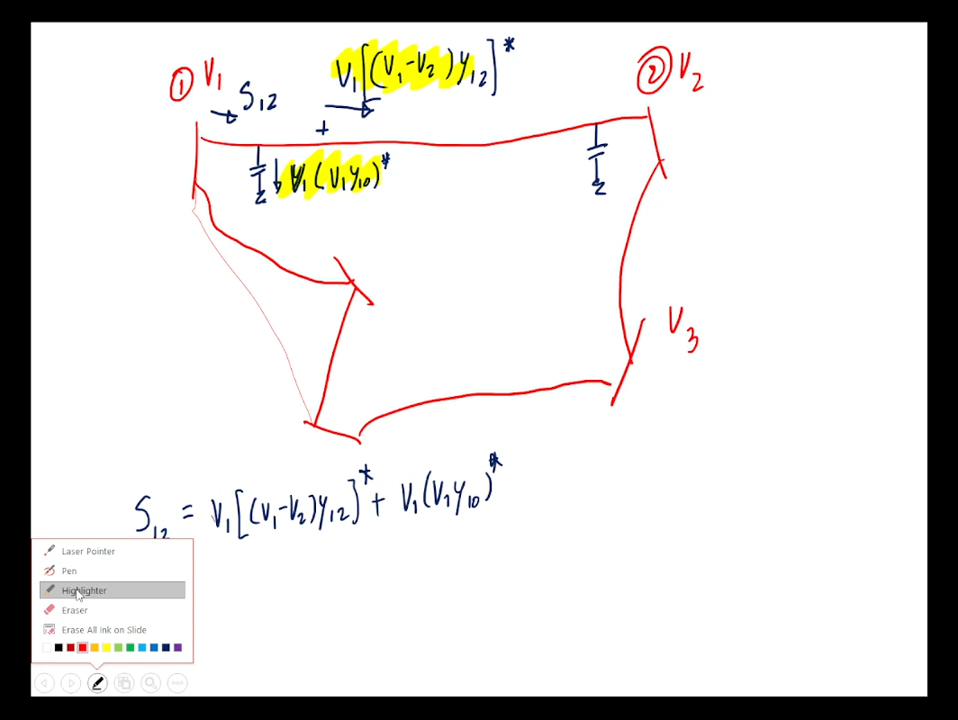 ① V₁
S₁₂
V₁[(V₁-V₂)y₁₂]*
② V₂
+
V₁(V₁y₁₀)*
V₃
S₁₂ = V₁[(V₁-V₂)y₁₂]* + V₁(V₁y₁₀)*
Laser Pointer
Pen
Highlighter
Eraser
Erase All Ink on Slide